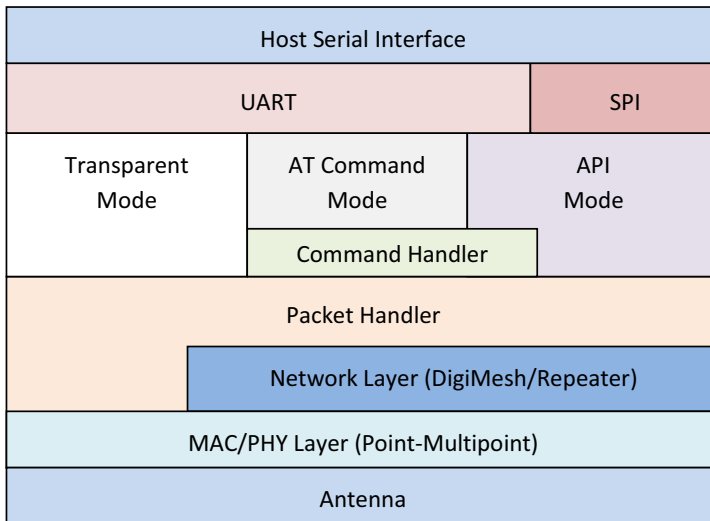 Host Serial Interface
UART
SPI
Transparent
Mode
AT Command
Mode
API
Mode
Command Handler
Packet Handler
Network Layer (DigiMesh/Repeater)
MAC/PHY Layer (Point-Multipoint)
Antenna